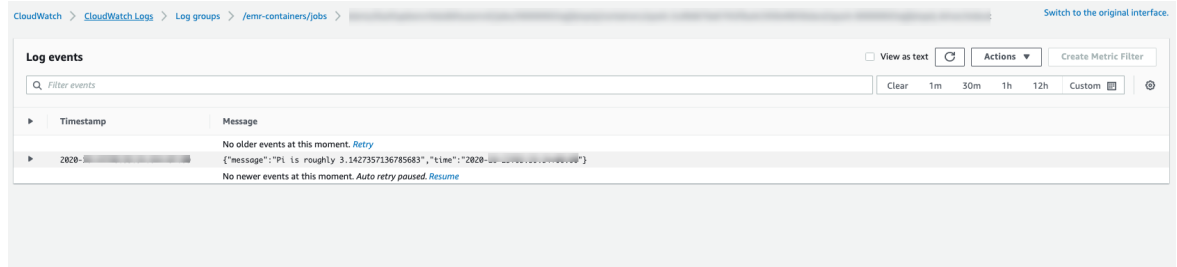 CloudWatch > CloudWatch Logs > Log groups > /emr-containers/jobs >
Switch to the original interface.
Log events
View as text
Actions ▼
Create Metric Filter
Filter events
Clear 1m 30m 1h 12h Custom
Timestamp Message
No older events at this moment. Retry
2020- {"message":"Pi is roughly 3.1427357136785683","time":"2020- "}
No newer events at this moment. Auto retry paused. Resume